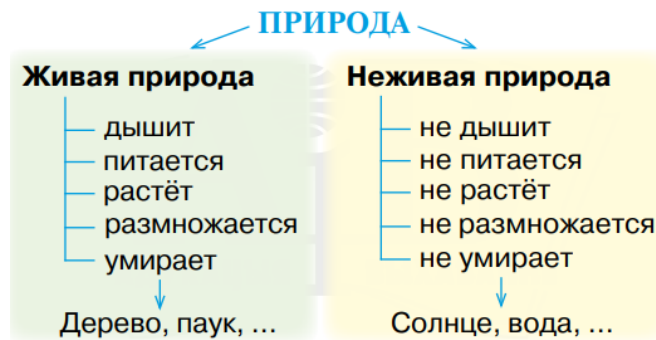 ПРИРОДА
Живая природа
дышит
питается
растёт
размножается
умирает
Дерево, паук, ...
Неживая природа
не дышит
не питается
не растёт
не размножается
не умирает
Солнце, вода, ...